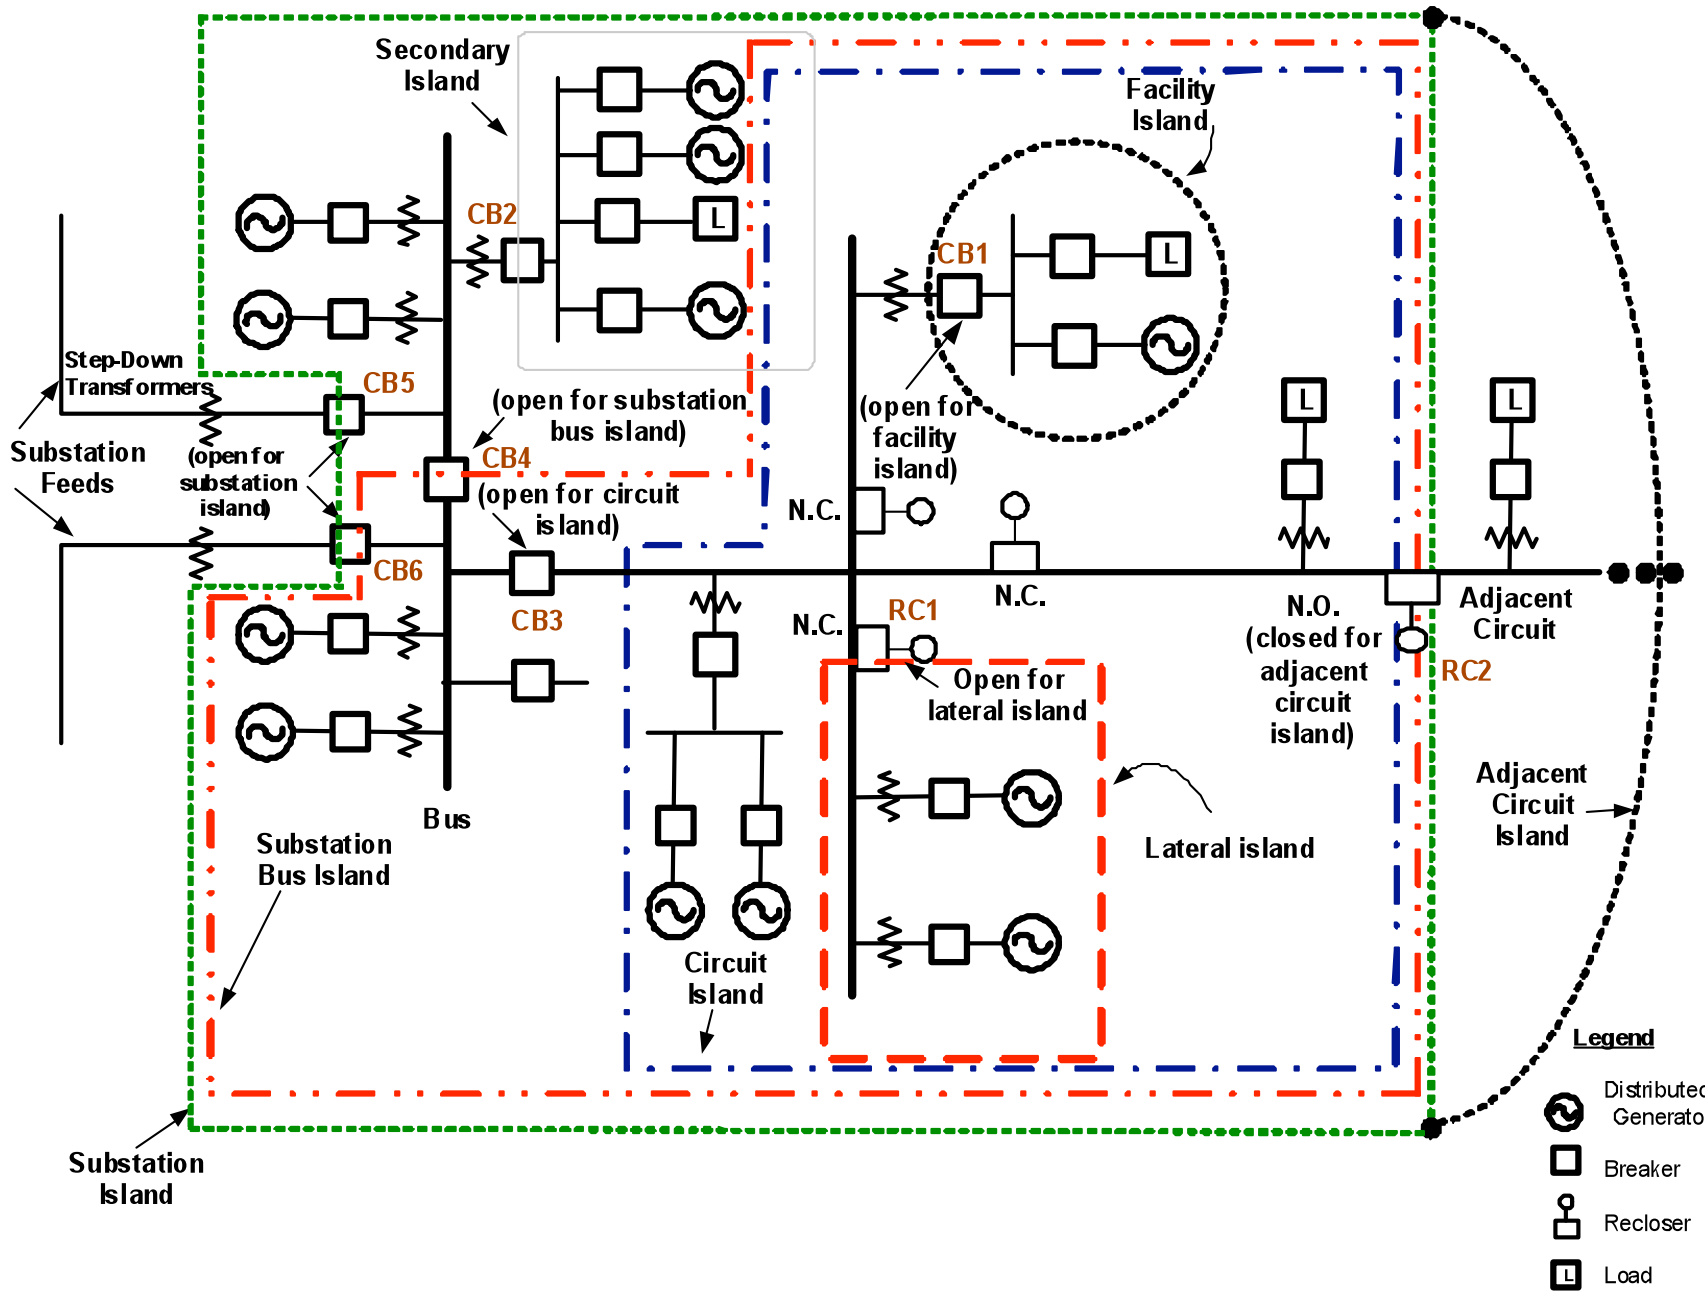 Secondary
Island
Facility
Island
CB2
L
CB1
L
Step-Down
Transformers
CB5
(open for substation
bus island)
(open for
facility
island)
L
L
Substation
Feeds
(open for
substation
island)
CB4
(open for circuit
island)
N.C.
CB6
CB3
N.C.
RC1
N.C.
N.O.
(closed for
adjacent
circuit
island)
Adjacent
Circuit
RC2
Open for
lateral island
Bus
Substation
Bus Island
Lateral island
Adjacent
Circuit
Island
Circuit
Island
Substation
Island
Legend
Distributed
Generato
Breaker
Recloser
L
Load